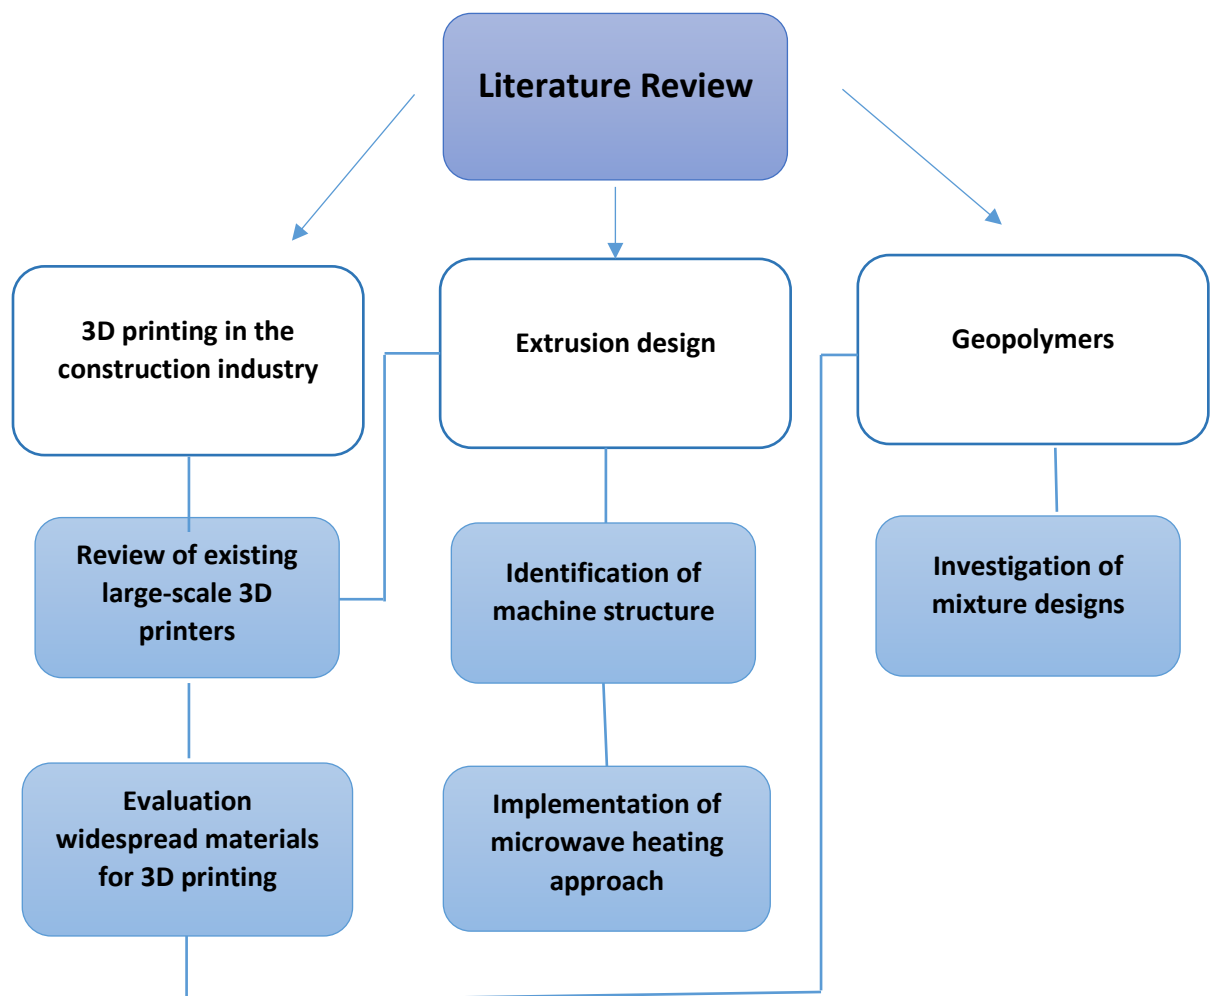 Literature Review
3D printing in the
construction industry
Extrusion design
Geopolymers
Review of existing
large-scale 3D
printers
Identification of
machine structure
Investigation of
mixture designs
Evaluation
widespread materials
for 3D printing
Implementation of
microwave heating
approach